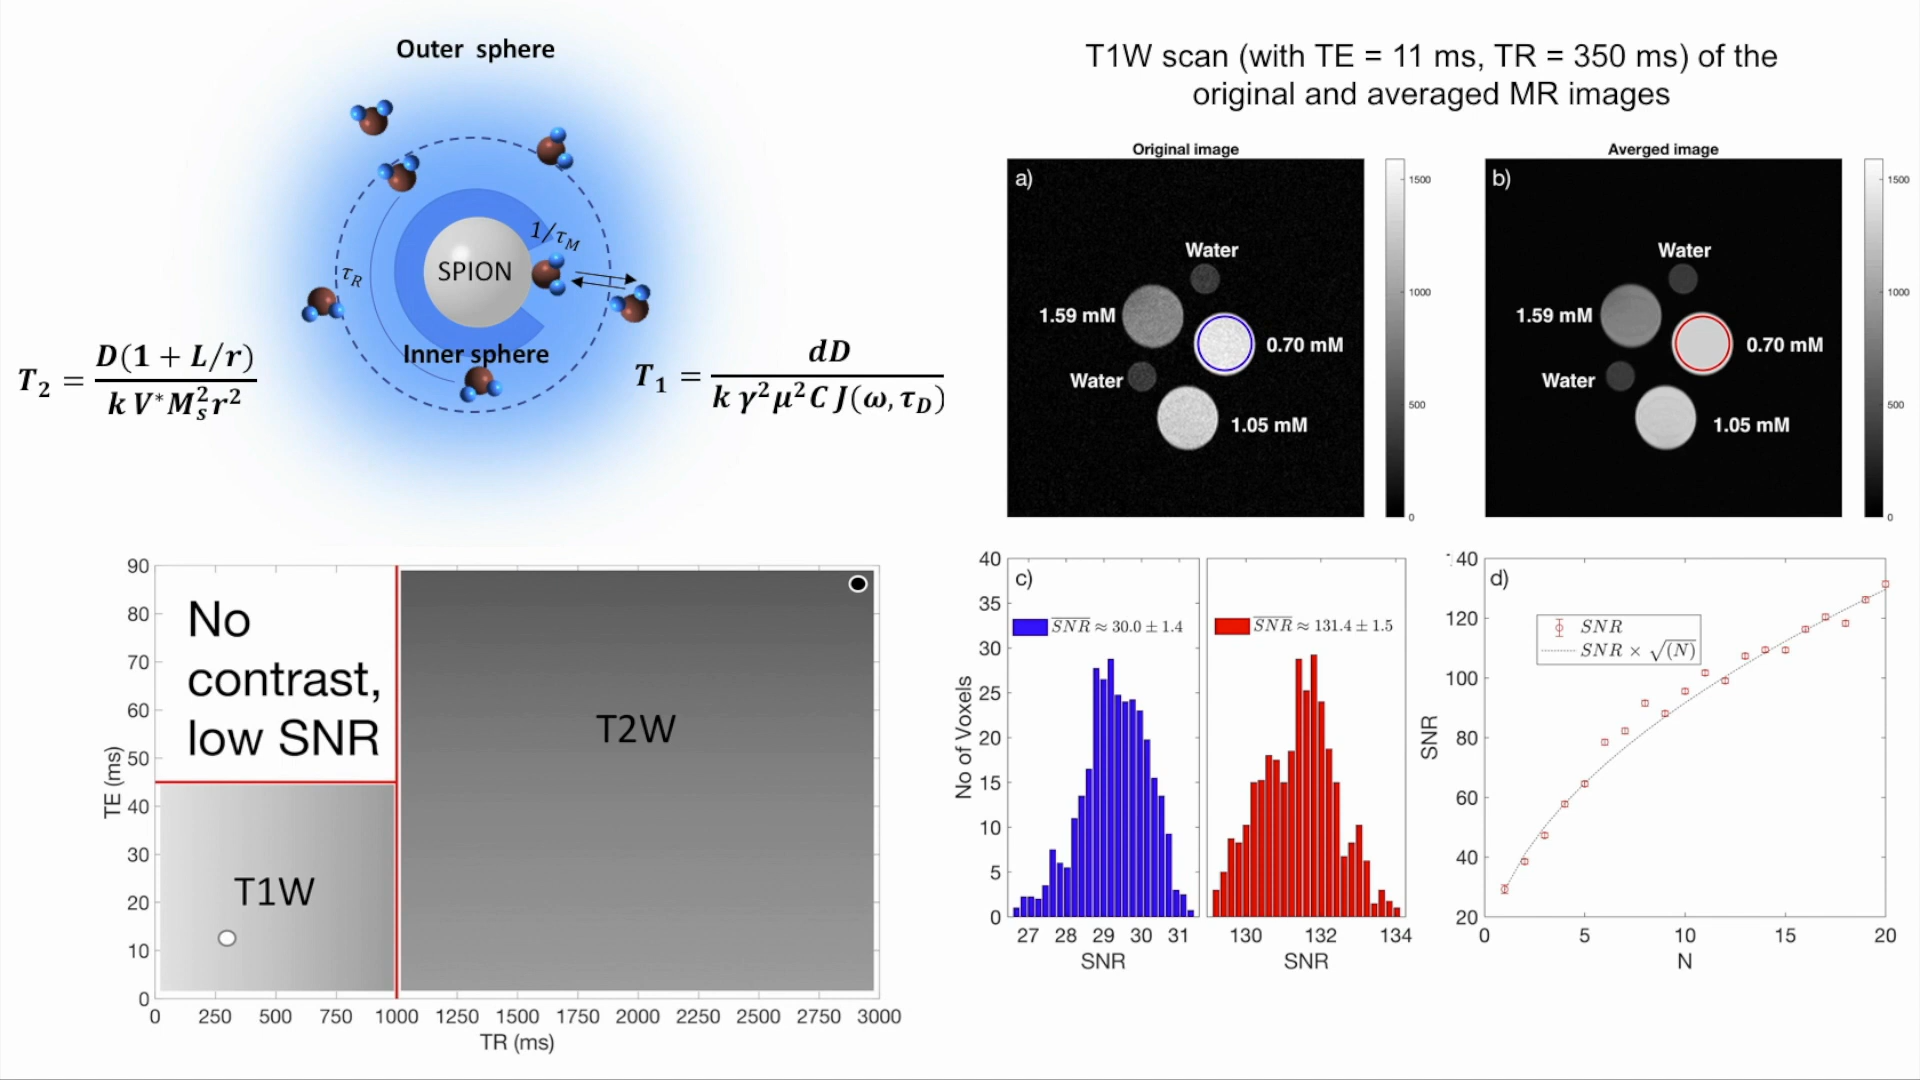 Outer sphere
1/τ_M
SPION
τ_R
Inner sphere
T₂ = D(1 + L/r) / k V* M_s² r²
T₁ = dD / k γ² μ² C J(ω, τ_D)
T1W scan (with TE = 11 ms, TR = 350 ms) of the
original and averaged MR images
Original image
a)
Water
1.59 mM
0.70 mM
Water
1.05 mM
1500
1000
500
0
Averged image
b)
Water
1.59 mM
0.70 mM
Water
1.05 mM
1500
1000
500
0
90
80
70
60
50
40
30
20
10
0
TE (ms)
No
contrast,
low SNR
T2W
T1W
0 250 500 750 1000 1250 1500 1750 2000 2250 2500 2750 3000
TR (ms)
40
35
30
25
20
15
10
5
0
No of Voxels
c)
SNR ≈ 30.0 ± 1.4
SNR ≈ 131.4 ± 1.5
27 28 29 30 31
SNR
130 132 134
SNR
140
120
100
80
60
40
20
SNR
d)
SNR
SNR × √(N)
0 5 10 15 20
N